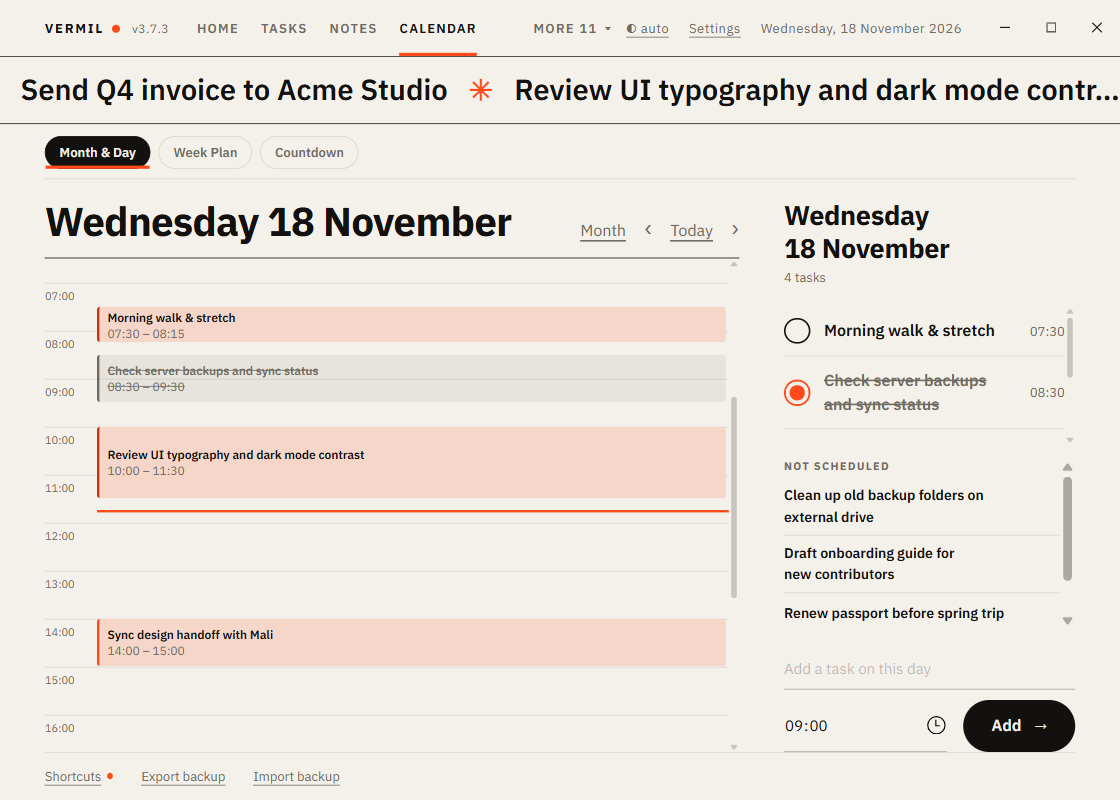 VERMIL v3.7.3 HOME TASKS NOTES CALENDAR MORE 11 auto Settings Wednesday, 18 November 2026
Send Q4 invoice to Acme Studio ✳ Review UI typography and dark mode contr...
Month & Day Week Plan Countdown
Wednesday 18 November
Month ‹ Today ›
07:00
Morning walk & stretch
07:30 – 08:15
08:00
Check server backups and sync status
08:30 – 09:30
09:00
10:00
Review UI typography and dark mode contrast
10:00 – 11:30
11:00
12:00
13:00
14:00
Sync design handoff with Mali
14:00 – 15:00
15:00
16:00
Wednesday
18 November
4 tasks
Morning walk & stretch 07:30
Check server backups
and sync status
08:30
NOT SCHEDULED
Clean up old backup folders on
external drive
Draft onboarding guide for
new contributors
Renew passport before spring trip
Add a task on this day
09:00
Add →
Shortcuts Export backup Import backup